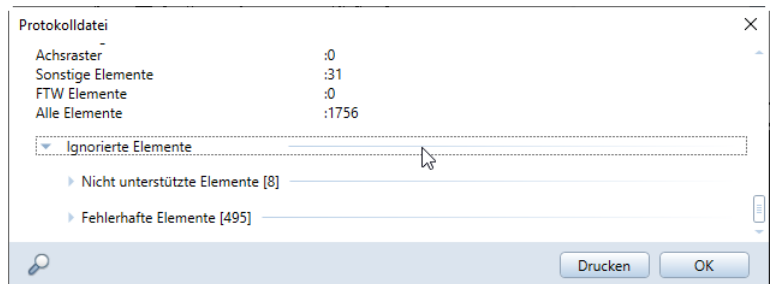 Protokolldatei
Achsraster :0
Sonstige Elemente :31
FTW Elemente :0
Alle Elemente :1756
Ignorierte Elemente
Nicht unterstützte Elemente [8]
Fehlerhafte Elemente [495]
Drucken OK